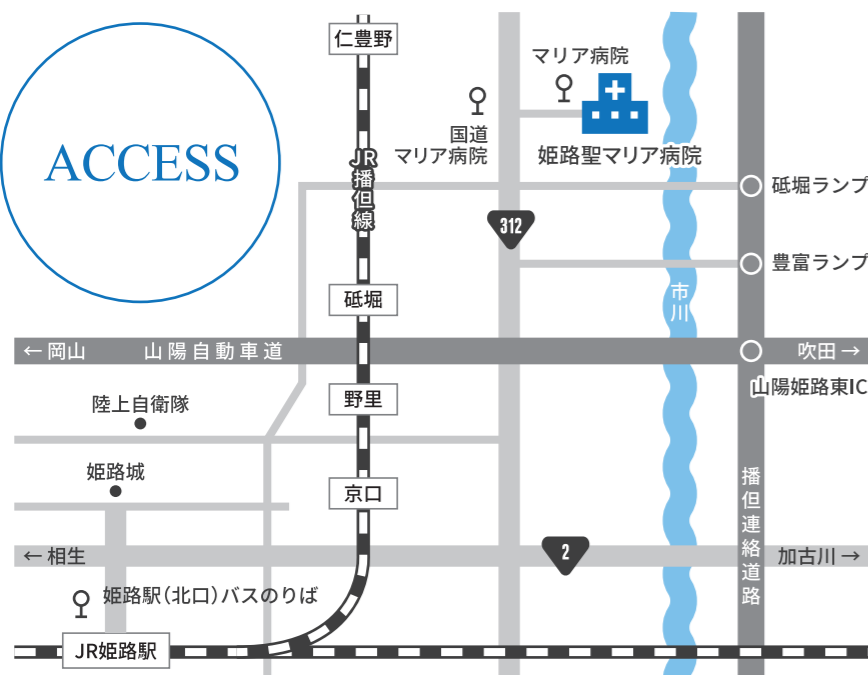 仁豊野
マリア病院
ACCESS
国道
マリア病院
姫路聖マリア病院
JR播但線
砥堀ランプ
312
豊富ランプ
市川
砥堀
← 岡山
山陽自動車道
吹田 →
山陽姫路東IC
野里
陸上自衛隊
姫路城
京口
播但連絡道路
← 相生
2
加古川 →
姫路駅(北口)バスのりば
JR姫路駅